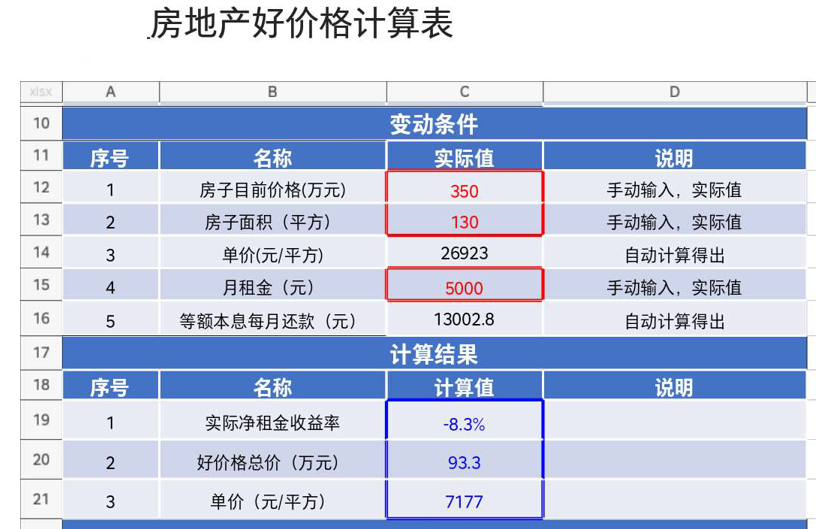 房地产好价格计算表
xlsx A B C D
10 变动条件
11 序号 名称 实际值 说明
12 1 房子目前价格(万元) 350 手动输入，实际值
13 2 房子面积（平方） 130 手动输入，实际值
14 3 单价(元/平方) 26923 自动计算得出
15 4 月租金（元） 5000 手动输入，实际值
16 5 等额本息每月还款（元） 13002.8 自动计算得出
17 计算结果
18 序号 名称 计算值 说明
19 1 实际净租金收益率 -8.3%
20 2 好价格总价（万元） 93.3
21 3 单价（元/平方） 7177